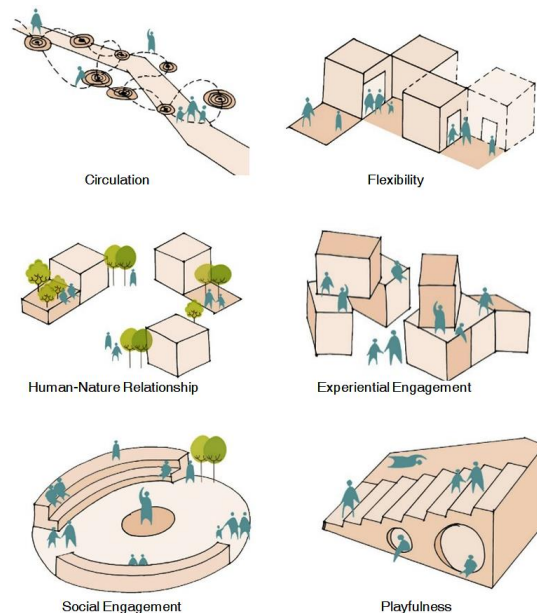 Circulation
Flexibility
Human-Nature Relationship
Experiential Engagement
Social Engagement
Playfulness